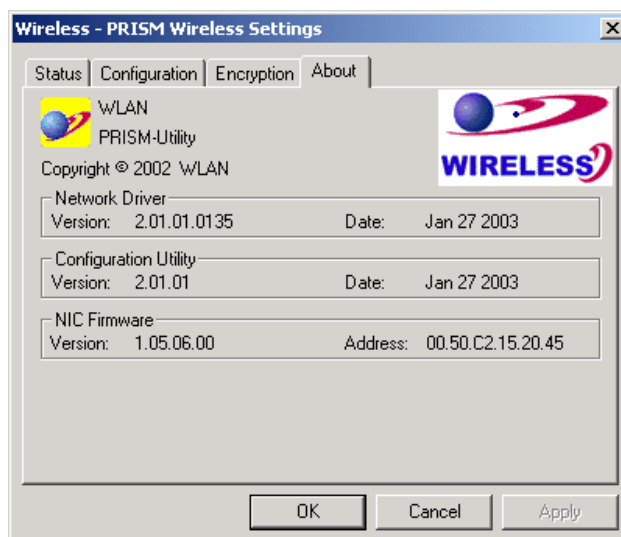 Wireless - PRISM Wireless Settings
Status Configuration Encryption About
WLAN
PRISM-Utility
Copyright © 2002 WLAN
WIRELESS
Network Driver
Version: 2.01.01.0135 Date: Jan 27 2003
Configuration Utility
Version: 2.01.01 Date: Jan 27 2003
NIC Firmware
Version: 1.05.06.00 Address: 00.50.C2.15.20.45
OK Cancel Apply